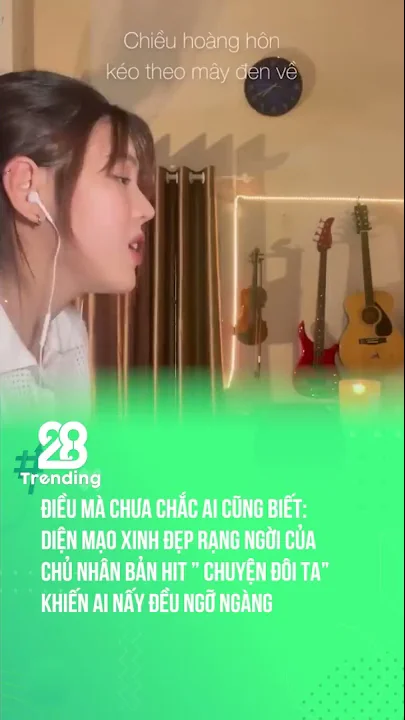 Chiều hoàng hôn
kéo theo mây đen về
#28
Trending
ĐIỀU MÀ CHƯA CHẮC AI CŨNG BIẾT:
DIỆN MẠO XINH ĐẸP RẠNG NGỜI CỦA
CHỦ NHÂN BẢN HIT " CHUYỆN ĐÔI TA"
KHIẾN AI NẤY ĐỀU NGỠ NGÀNG